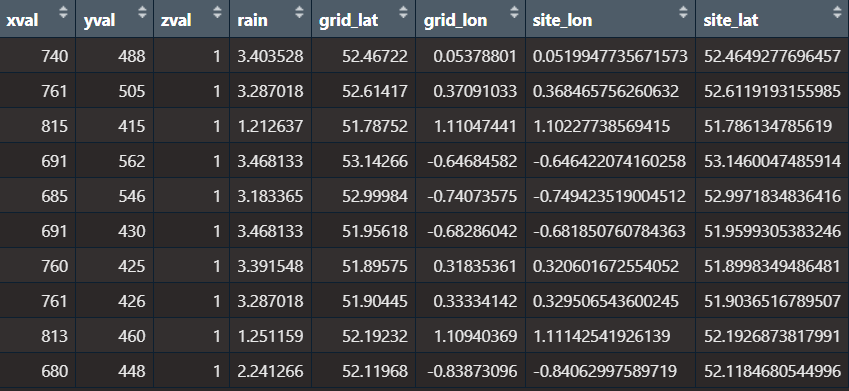 xval yval zval rain grid_lat grid_lon site_lon site_lat
740 488 1 3.403528 52.46722 0.05378801 0.0519947735671573 52.4649277696457
761 505 1 3.287018 52.61417 0.37091033 0.368465756260632 52.6119193155985
815 415 1 1.212637 51.78752 1.11047441 1.10227738569415 51.786134785619
691 562 1 3.468133 53.14266 -0.64684582 -0.646422074160258 53.1460047485914
685 546 1 3.183365 52.99984 -0.74073575 -0.749423519004512 52.9971834836416
691 430 1 3.468133 51.95618 -0.68286042 -0.681850760784363 51.9599305383246
760 425 1 3.391548 51.89575 0.31835361 0.320601672554052 51.8998349486481
761 426 1 3.287018 51.90445 0.33334142 0.329506543600245 51.9036516789507
813 460 1 1.251159 52.19232 1.10940369 1.11142541926139 52.1926873817991
680 448 1 2.241266 52.11968 -0.83873096 -0.84062997589719 52.1184680544996